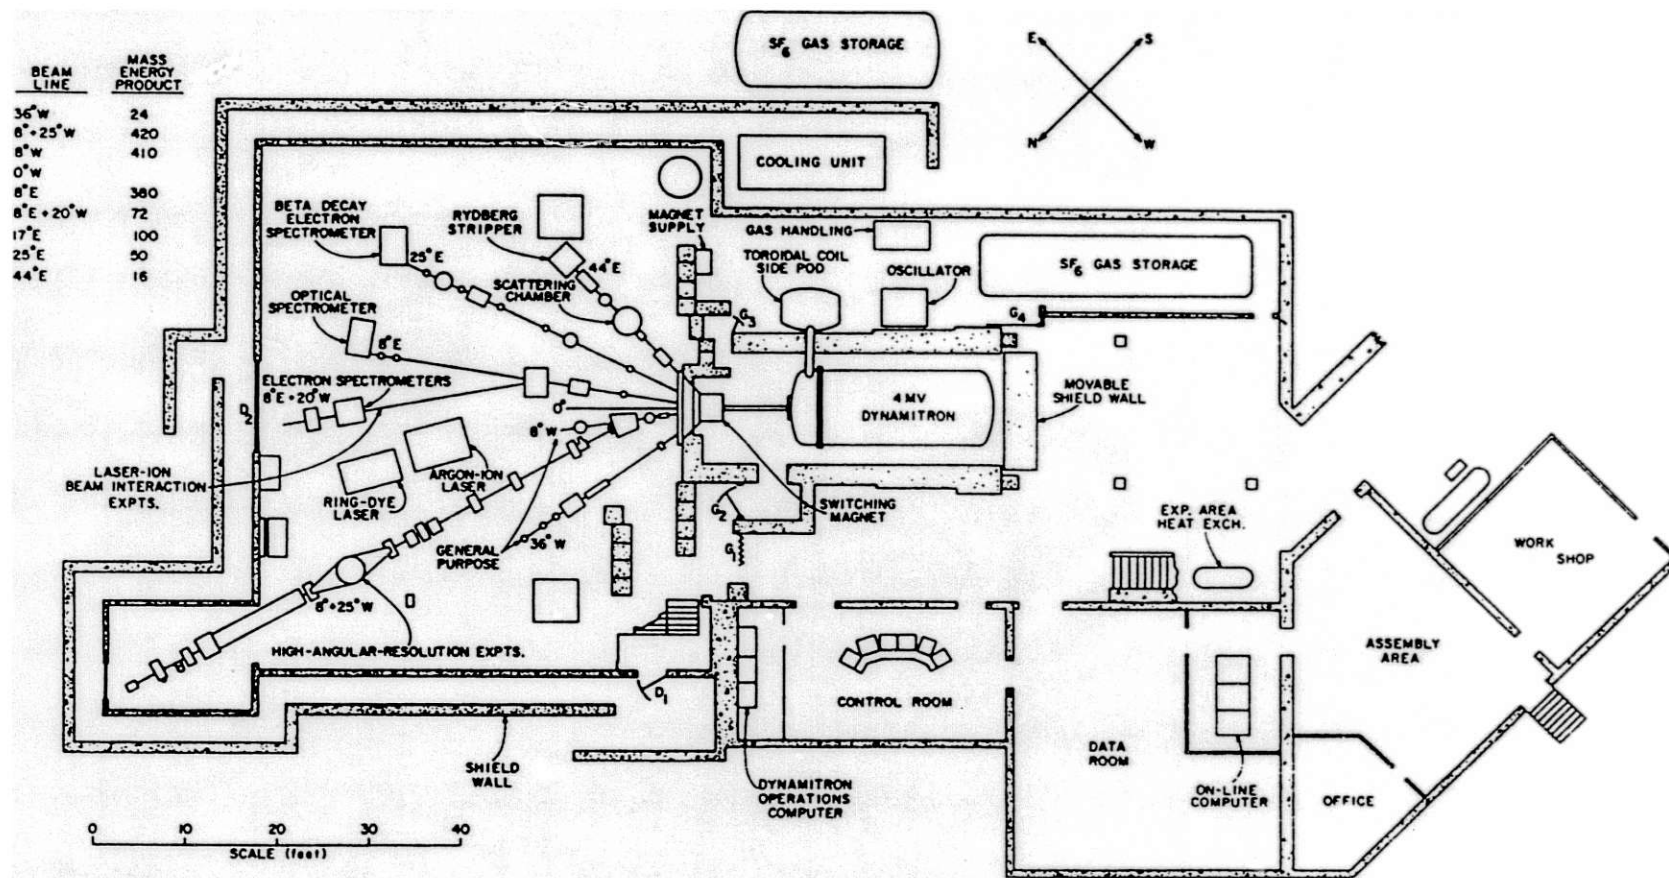 BEAM LINE
MASS ENERGY PRODUCT
36°W 24
8°+25°W 420
8°W 410
0°W
8°E 380
8°E+20°W 72
17°E 100
25°E 50
44°E 16
SF6 GAS STORAGE
E
S
N
W
COOLING UNIT
BETA DECAY
ELECTRON
SPECTROMETER
25°E
RYDBERG
STRIPPER
44°E
SCATTERING
CHAMBER
MAGNET
SUPPLY
GAS HANDLING
TOROIDAL COIL
SIDE POD
OSCILLATOR
SF6 GAS STORAGE
G3
G4
OPTICAL
SPECTROMETER
8°E
ELECTRON SPECTROMETERS
8°E+20°W
D2
0°
8°W
4 MV
DYNAMITRON
MOVABLE
SHIELD WALL
LASER-ION
BEAM INTERACTION
EXPTS.
RING-DYE
LASER
ARGON-ION
LASER
GENERAL
PURPOSE
36°W
G2
G1
SWITCHING
MAGNET
EXP. AREA
HEAT EXCH.
WORK
SHOP
8°+25°W
HIGH-ANGULAR-RESOLUTION EXPTS.
D1
CONTROL ROOM
ASSEMBLY
AREA
SHIELD
WALL
DYNAMITRON
OPERATIONS
COMPUTER
DATA
ROOM
ON-LINE
COMPUTER
OFFICE
0 10 20 30 40
SCALE (feet)